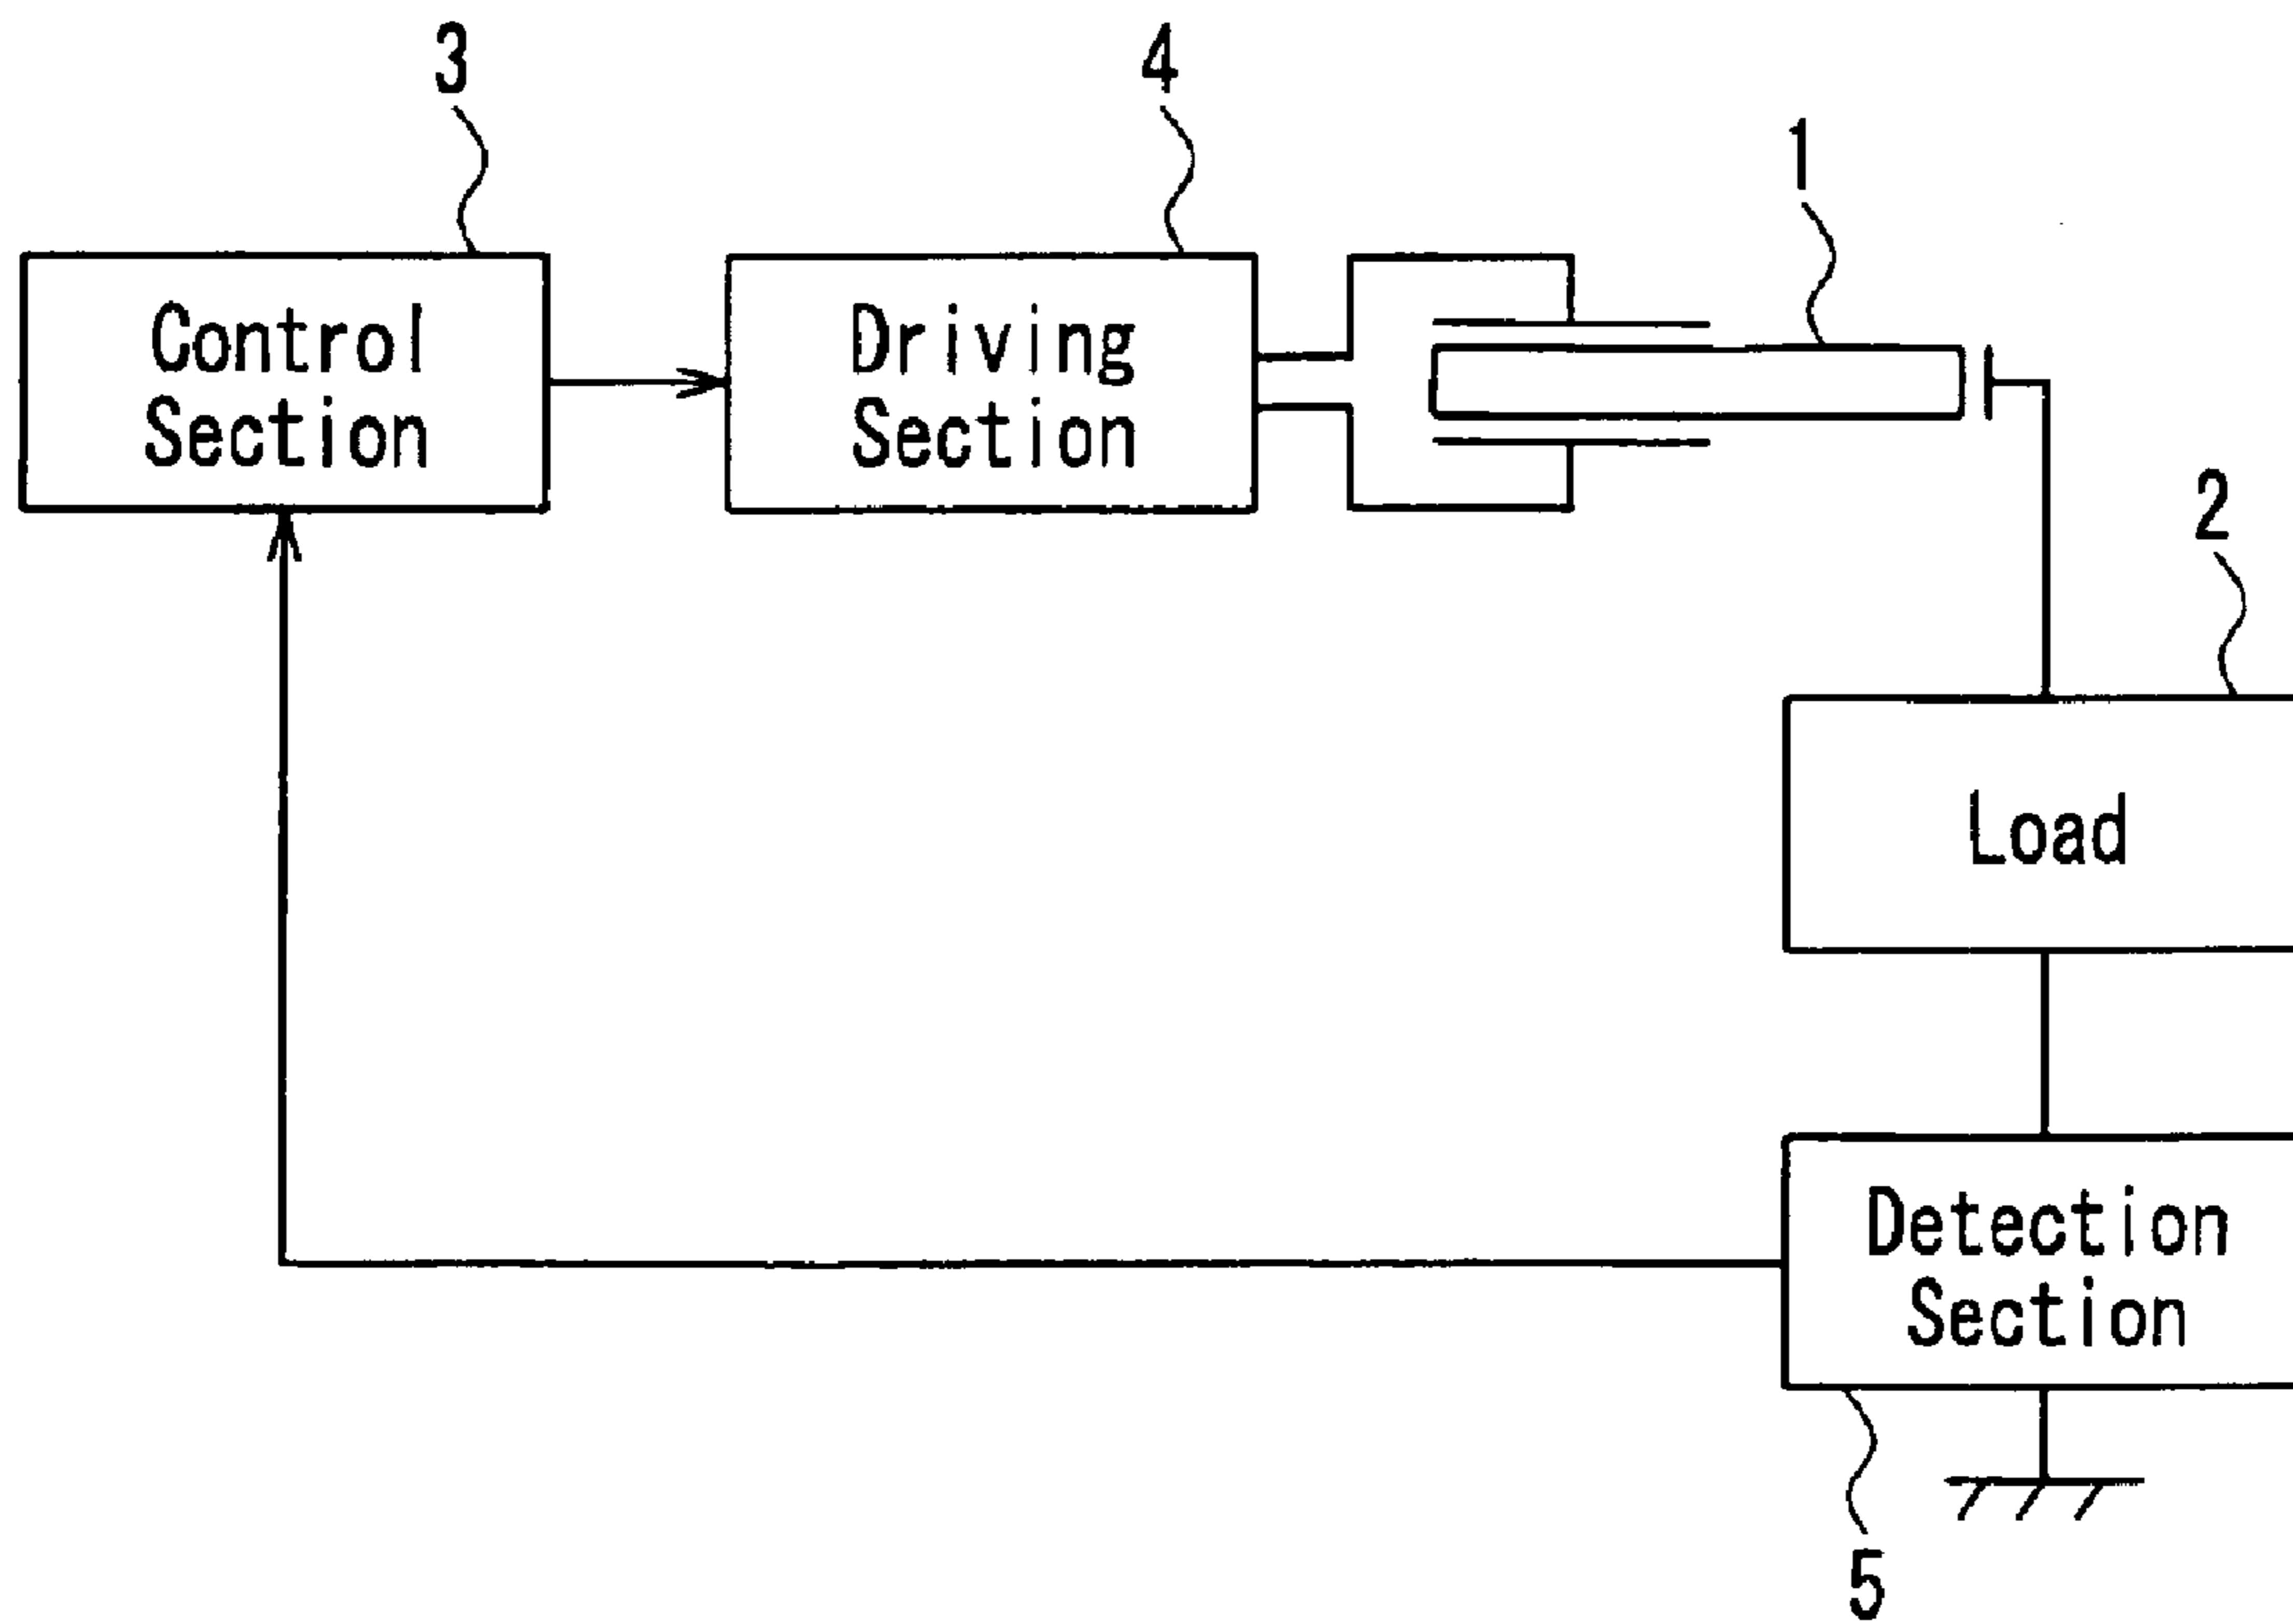 3
4
1
Control
Section
Driving
Section
2
Load
Detection
Section
5